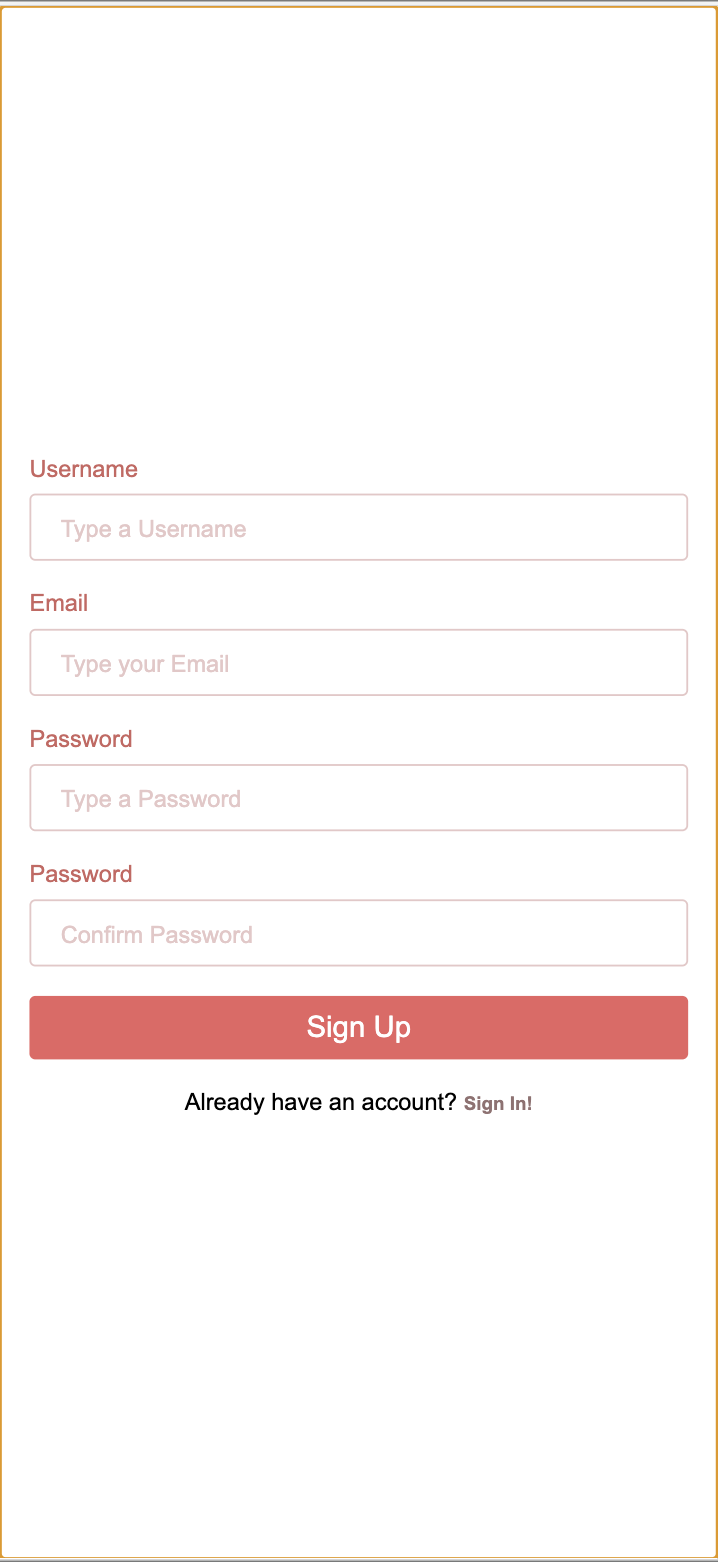 Username
Type a Username
Email
Type your Email
Password
Type a Password
Password
Confirm Password
Sign Up
Already have an account? Sign In!